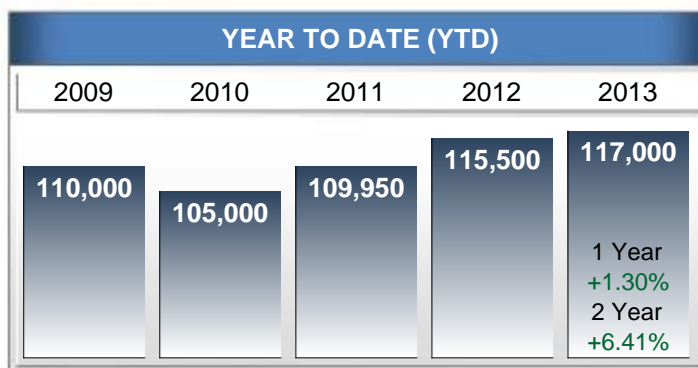 YEAR TO DATE (YTD)
2009 2010 2011 2012 2013
110,000 105,000 109,950 115,500 117,000
1 Year
+1.30%
2 Year
+6.41%